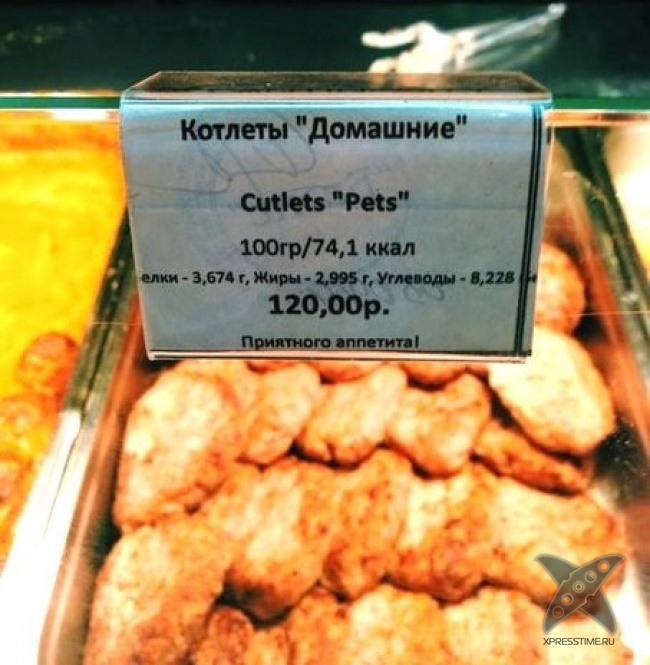 Котлеты "Домашние"
Cutlets "Pets"
100гр/74,1 ккал
елки - 3,674 г, Жиры - 2,995 г, Углеводы - 8,228
120,00р.
Приятного аппетита!
XPRESSTIME.RU